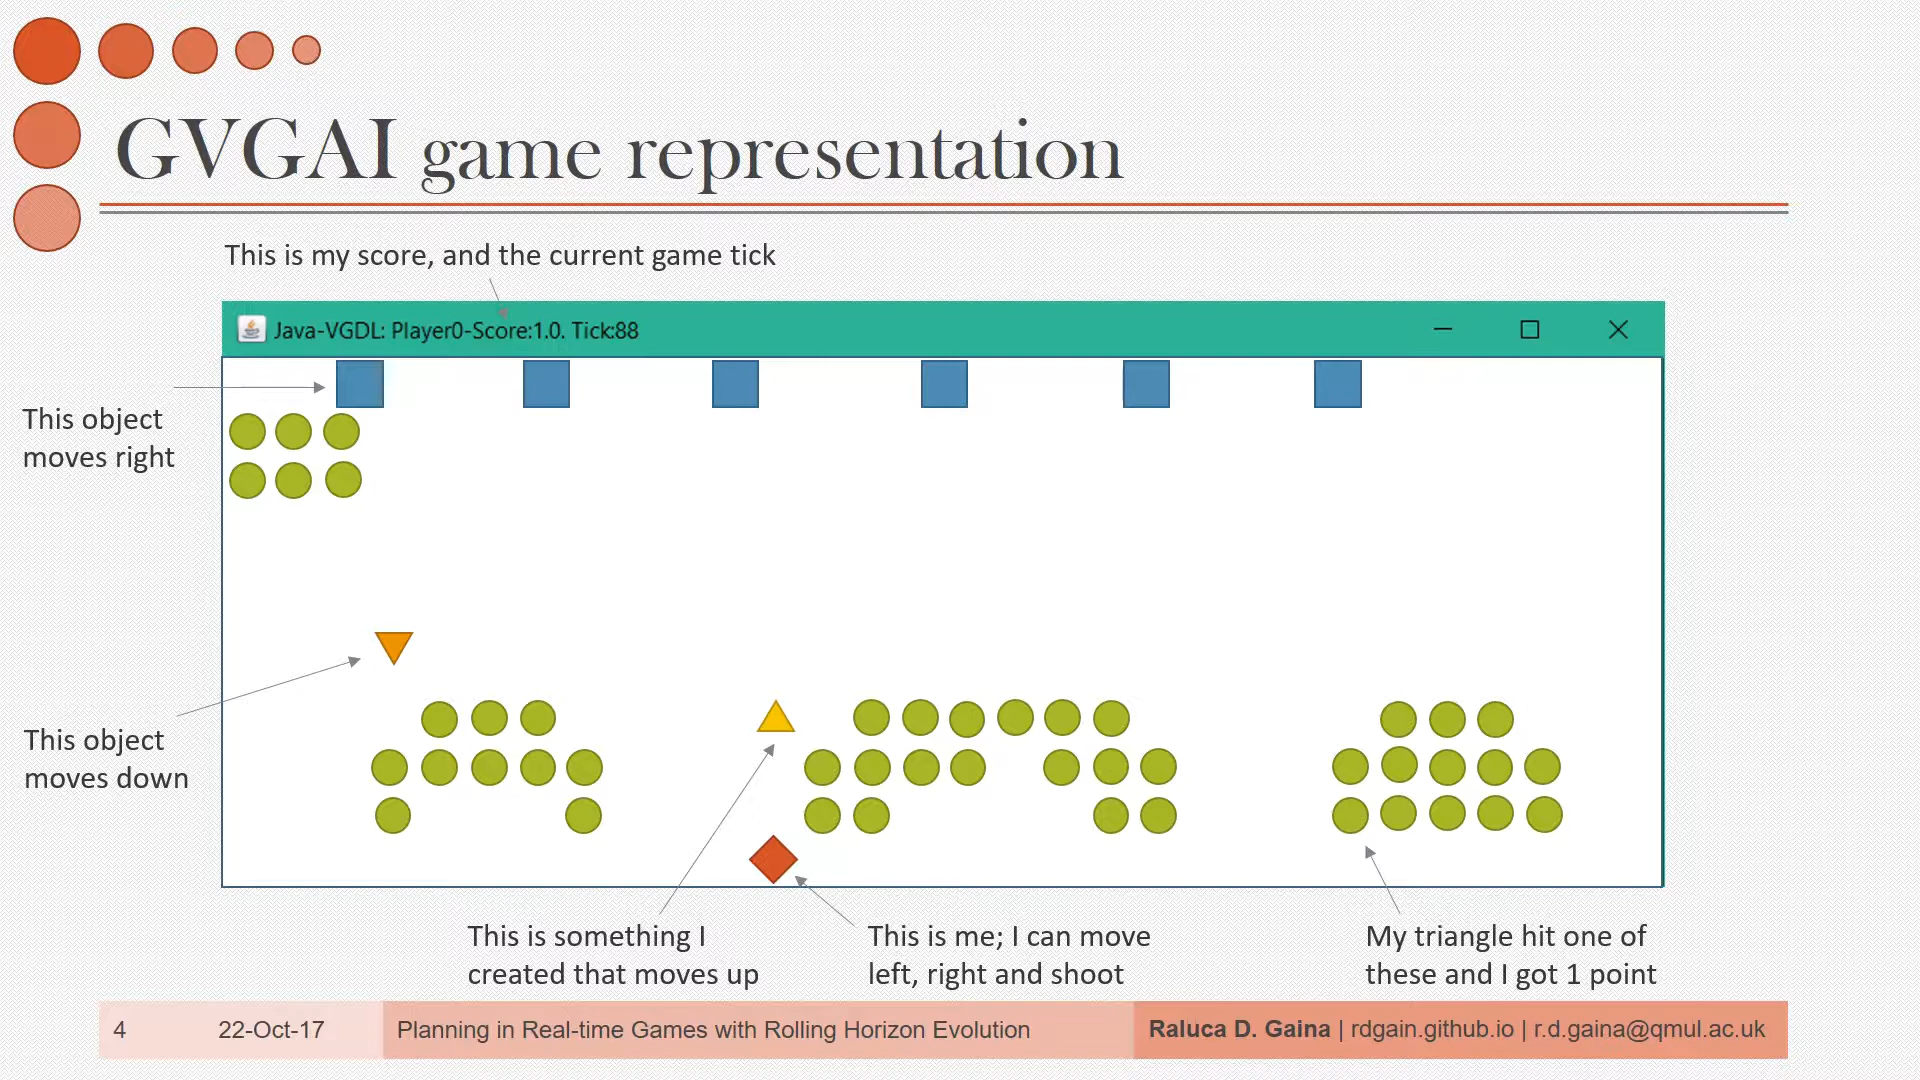 GVGAI game representation
This is my score, and the current game tick
Java-VGDL: Player0-Score:1.0. Tick:88
This object
moves right
This object
moves down
This is something I
created that moves up
This is me; I can move
left, right and shoot
My triangle hit one of
these and I got 1 point
4 22-Oct-17 Planning in Real-time Games with Rolling Horizon Evolution Raluca D. Gaina | rdgain.github.io | r.d.gaina@qmul.ac.uk